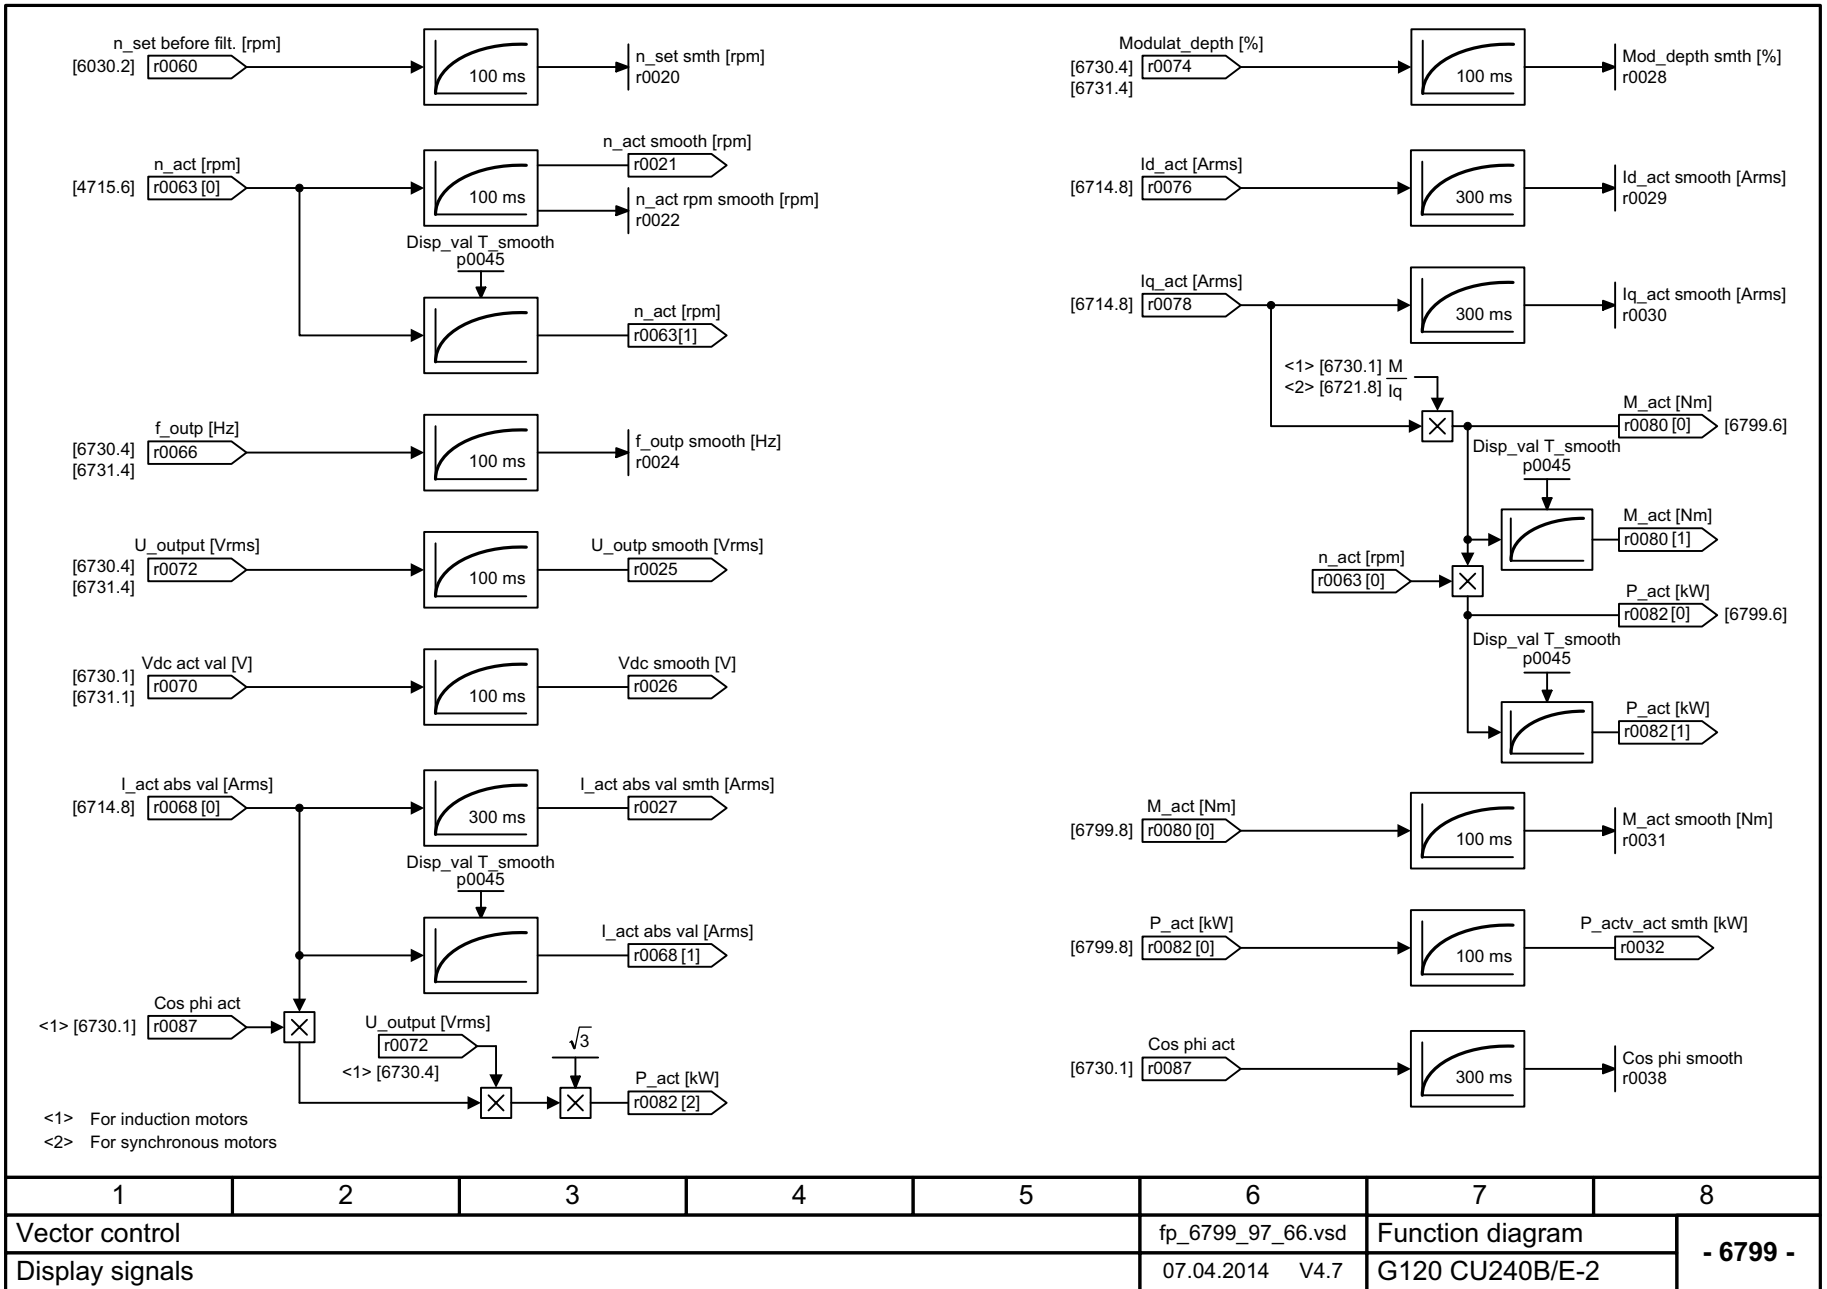 n_set before filt. [rpm]
[6030.2] r0060
100 ms
n_set smth [rpm]
r0020
n_act [rpm]
[4715.6] r0063 [0]
100 ms
n_act smooth [rpm]
r0021
n_act rpm smooth [rpm]
r0022
Disp_val T_smooth
p0045
n_act [rpm]
r0063[1]
f_outp [Hz]
[6730.4] r0066
[6731.4]
100 ms
f_outp smooth [Hz]
r0024
U_output [Vrms]
[6730.4] r0072
[6731.4]
100 ms
U_outp smooth [Vrms]
r0025
Vdc act val [V]
[6730.1] r0070
[6731.1]
100 ms
Vdc smooth [V]
r0026
I_act abs val [Arms]
[6714.8] r0068 [0]
300 ms
I_act abs val smth [Arms]
r0027
Disp_val T_smooth
p0045
I_act abs val [Arms]
r0068 [1]
Cos phi act
<1> [6730.1] r0087
U_output [Vrms]
r0072
<1> [6730.4]
√3
P_act [kW]
r0082 [2]
<1> For induction motors
<2> For synchronous motors
Modulat_depth [%]
[6730.4] r0074
[6731.4]
100 ms
Mod_depth smth [%]
r0028
Id_act [Arms]
[6714.8] r0076
300 ms
Id_act smooth [Arms]
r0029
Iq_act [Arms]
[6714.8] r0078
300 ms
Iq_act smooth [Arms]
r0030
<1> [6730.1] M
<2> [6721.8] Iq
M_act [Nm]
r0080 [0] [6799.6]
Disp_val T_smooth
p0045
M_act [Nm]
r0080 [1]
n_act [rpm]
r0063 [0]
P_act [kW]
r0082 [0] [6799.6]
Disp_val T_smooth
p0045
P_act [kW]
r0082 [1]
M_act [Nm]
[6799.8] r0080 [0]
100 ms
M_act smooth [Nm]
r0031
P_act [kW]
[6799.8] r0082 [0]
100 ms
P_actv_act smth [kW]
r0032
Cos phi act
[6730.1] r0087
300 ms
Cos phi smooth
r0038
1 2 3 4 5 6 7 8
Vector control
fp_6799_97_66.vsd
Function diagram
- 6799 -
Display signals
07.04.2014 V4.7
G120 CU240B/E-2